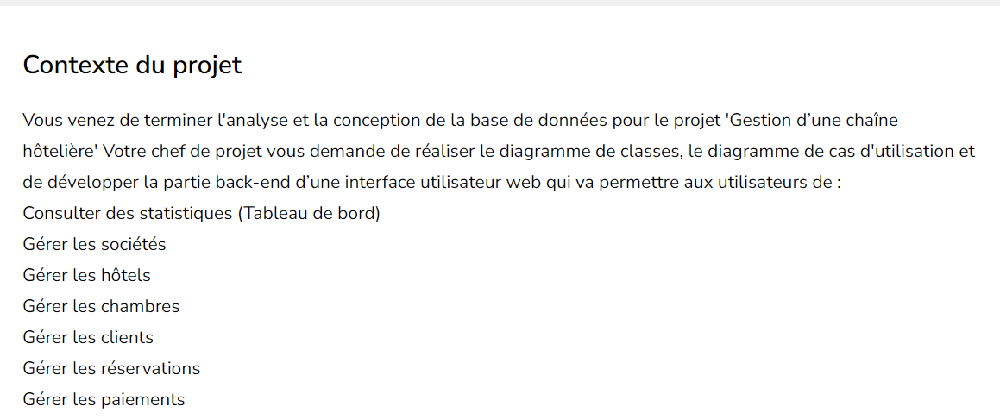 Contexte du projet
Vous venez de terminer l'analyse et la conception de la base de données pour le projet 'Gestion d’une chaîne
hôtelière' Votre chef de projet vous demande de réaliser le diagramme de classes, le diagramme de cas d'utilisation et
de développer la partie back-end d’une interface utilisateur web qui va permettre aux utilisateurs de :
Consulter des statistiques (Tableau de bord)
Gérer les sociétés
Gérer les hôtels
Gérer les chambres
Gérer les clients
Gérer les réservations
Gérer les paiements